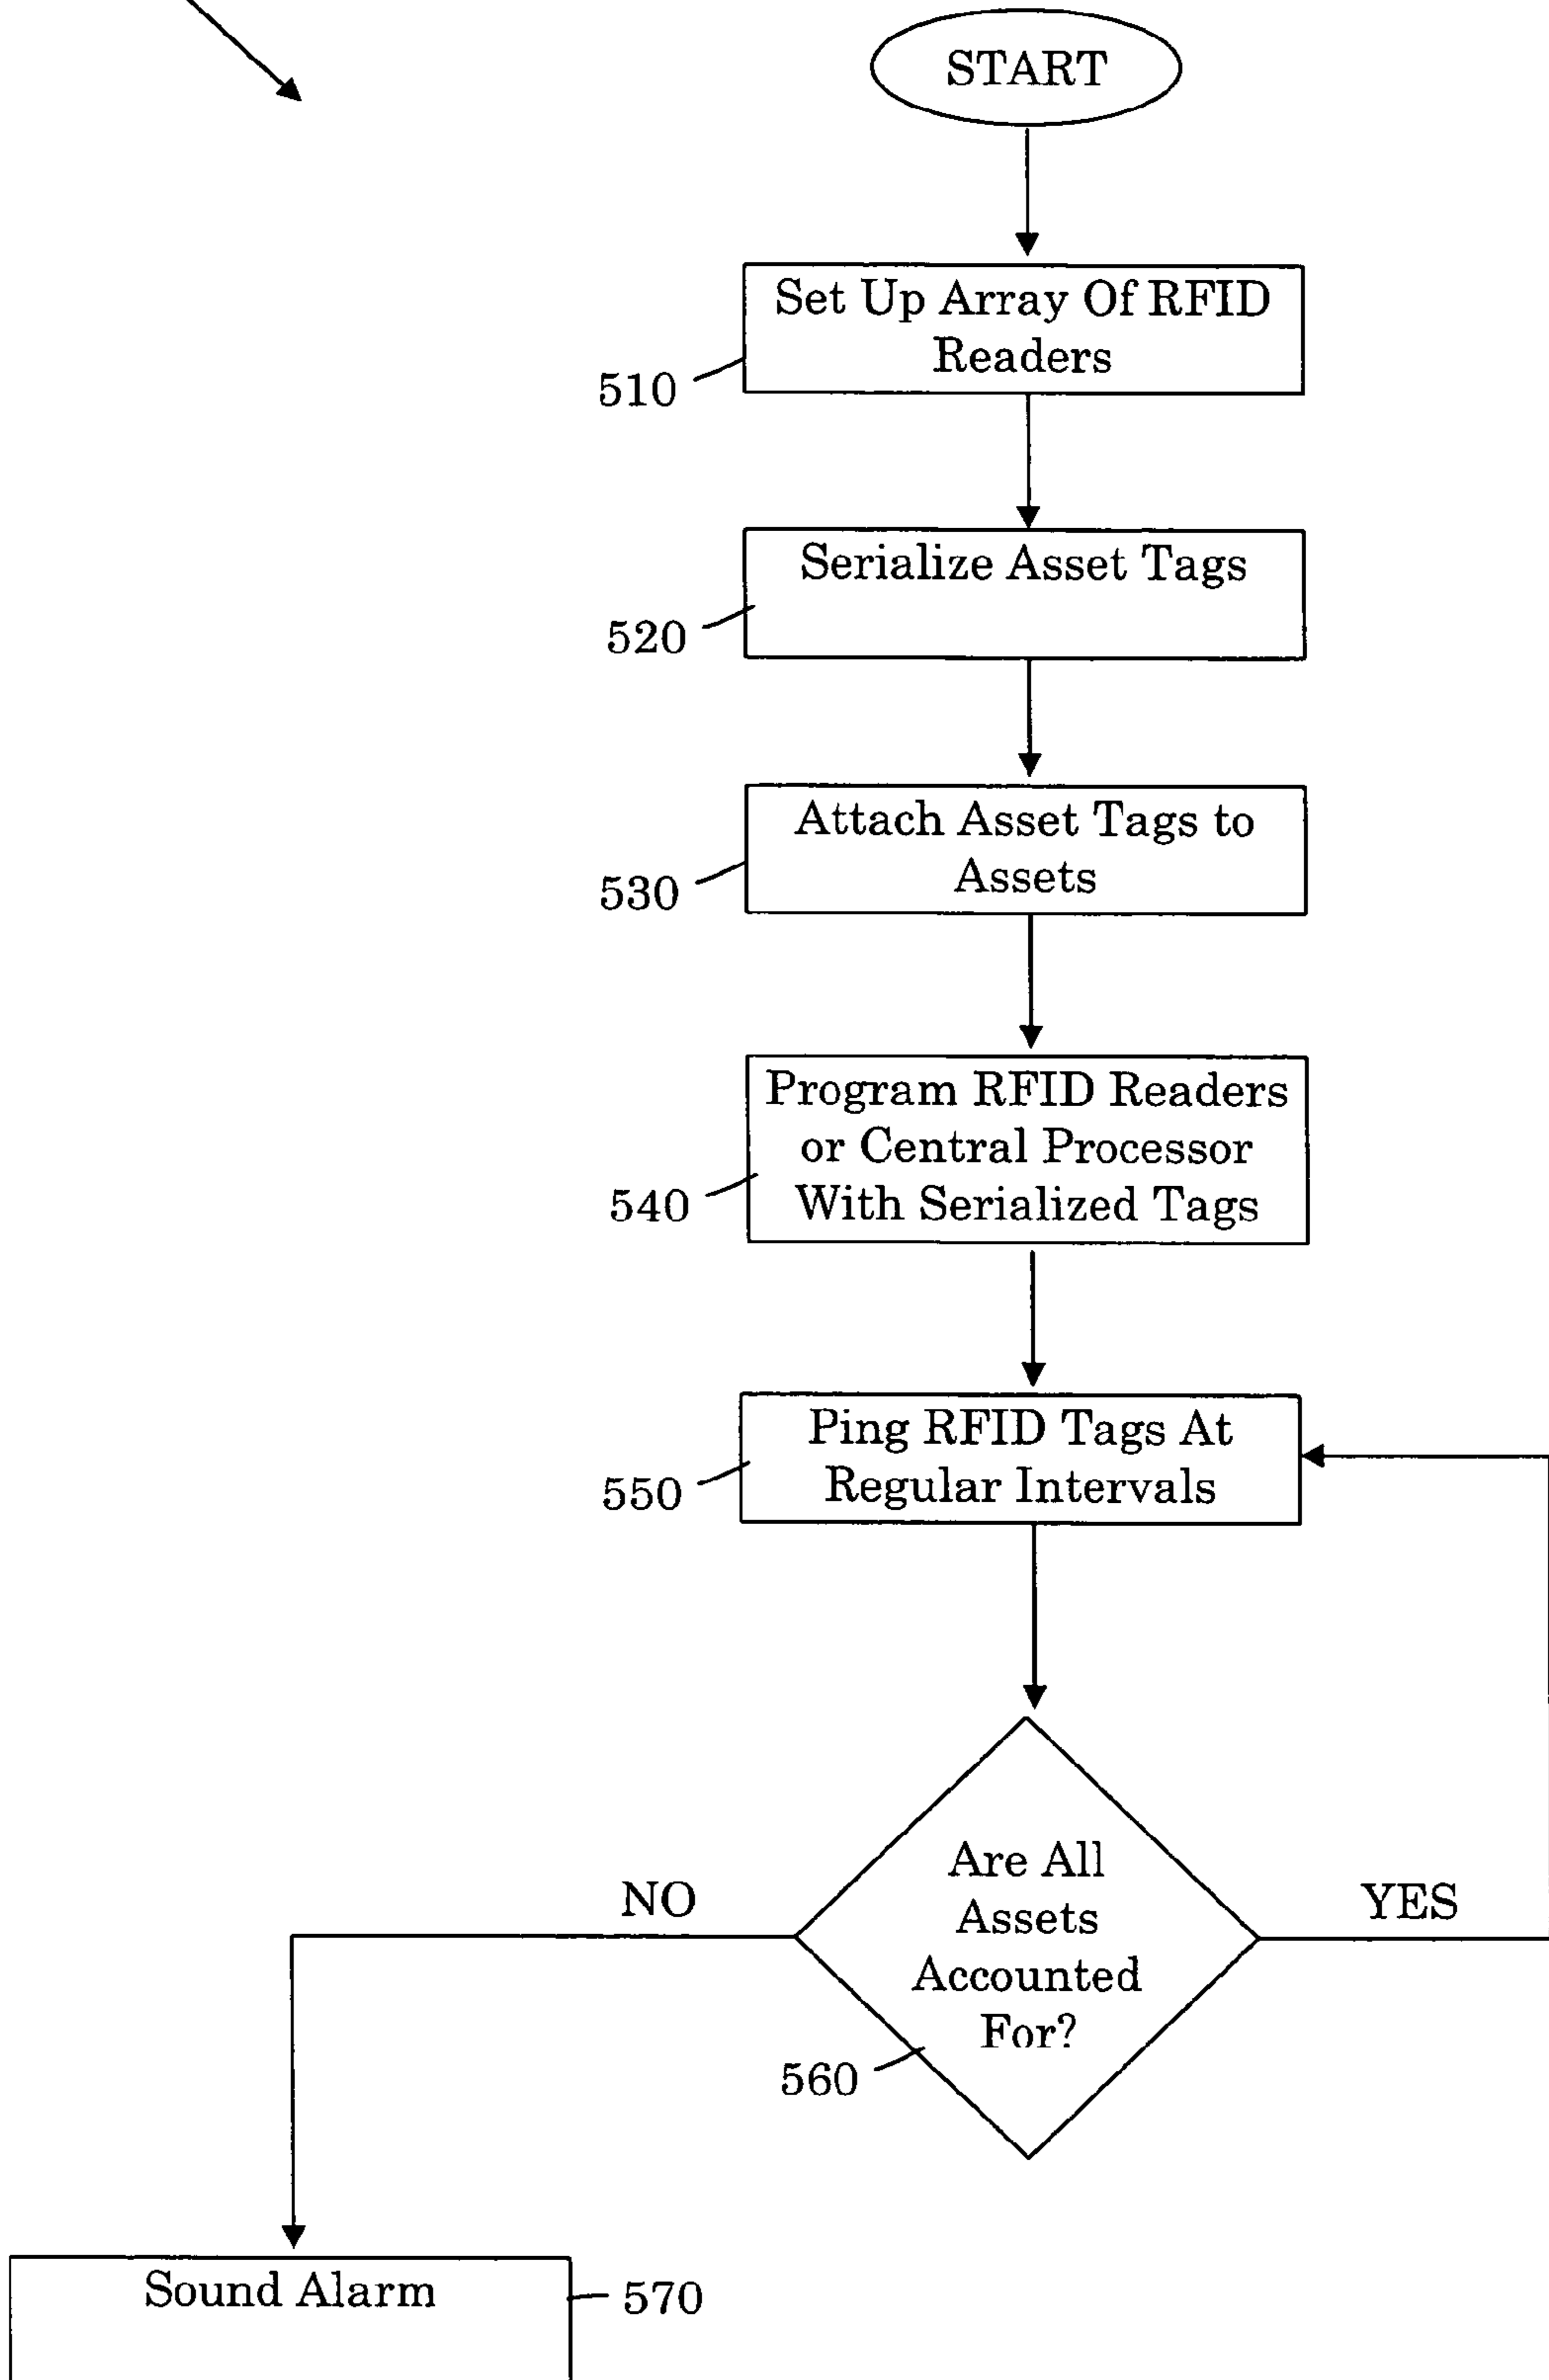 START
Set Up Array Of RFID
Readers
510
Serialize Asset Tags
520
Attach Asset Tags to
Assets
530
Program RFID Readers
or Central Processor
With Serialized Tags
540
Ping RFID Tags At
Regular Intervals
550
Are All
Assets
Accounted
For?
NO
YES
560
Sound Alarm
570